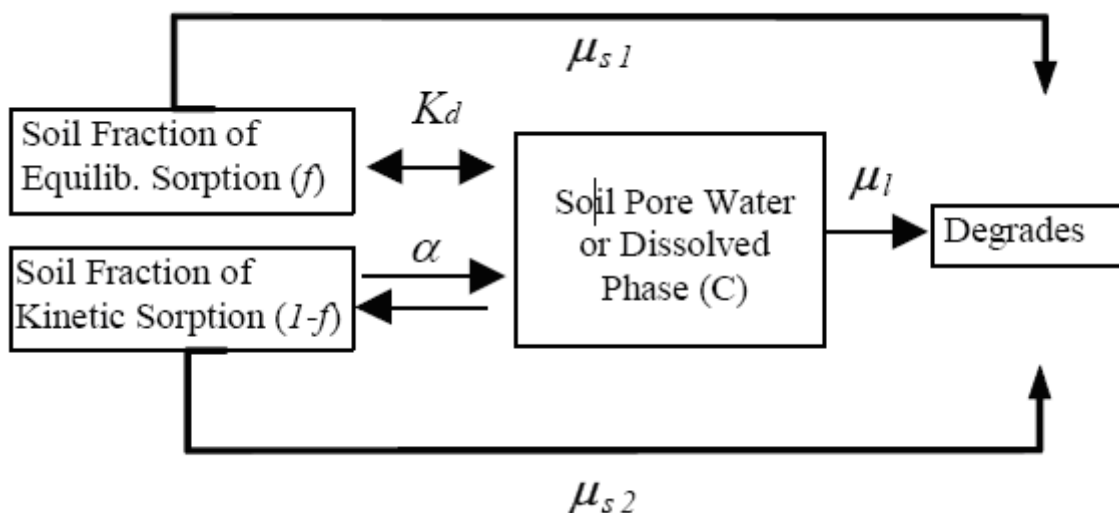 μs 1
Kd
Soil Fraction of
Equilib. Sorption (f)
Soil Pore Water
or Dissolved
Phase (C)
μl
Degrades
α
Soil Fraction of
Kinetic Sorption (1-f)
μs 2